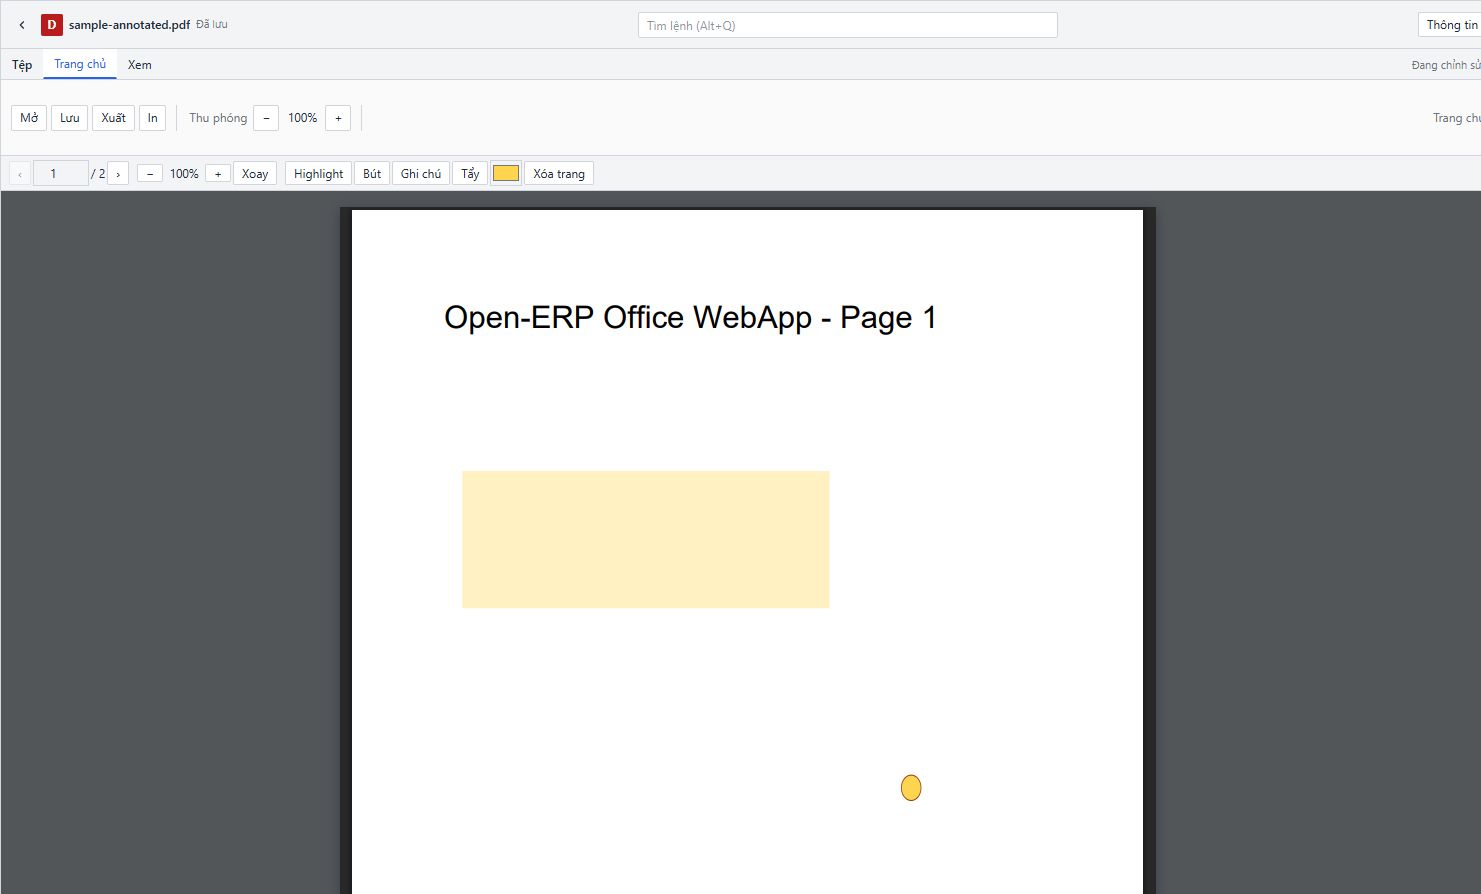 ‹ D sample-annotated.pdf Đã lưu Tìm lệnh (Alt+Q) Thông tin
Tệp Trang chủ Xem Đang chỉnh
Mở Lưu Xuất In Thu phóng − 100% + Trang
‹ 1 / 2 › − 100% + Xoay Highlight Bút Ghi chú Tẩy Xóa trang
Open-ERP Office WebApp - Page 1